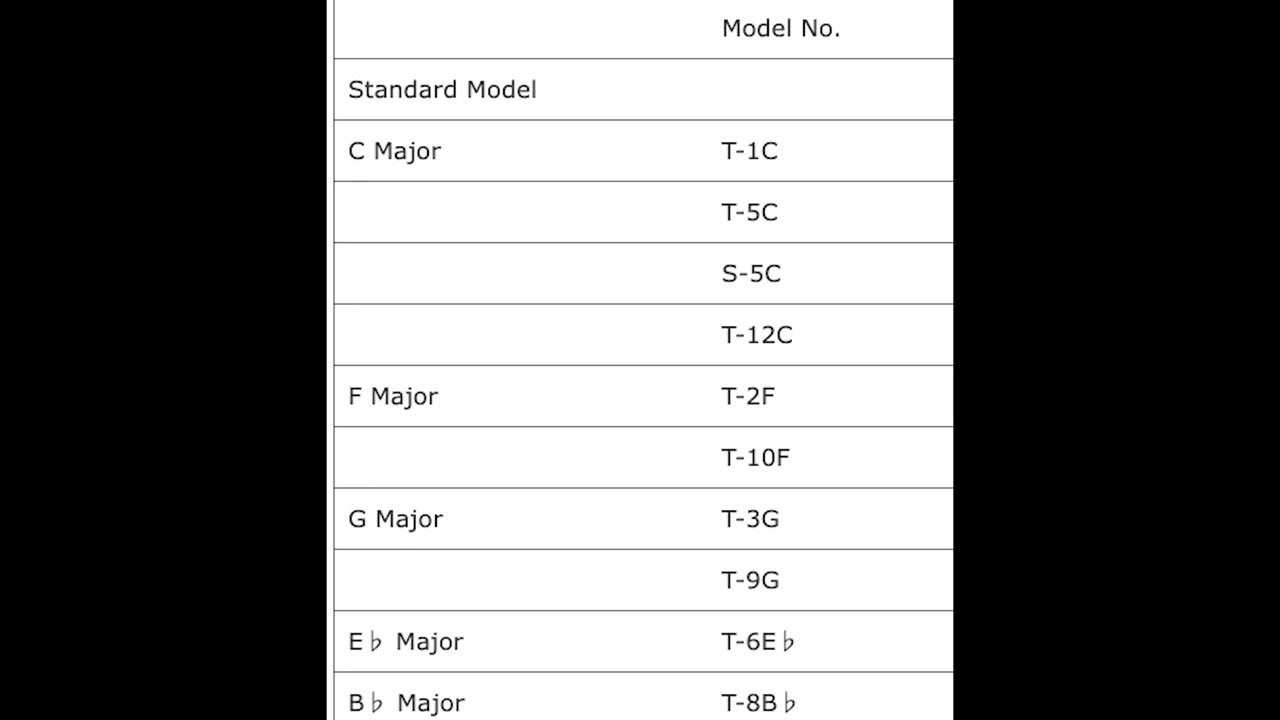 Model No.
Standard Model
C Major T-1C
T-5C
S-5C
T-12C
F Major T-2F
T-10F
G Major T-3G
T-9G
E♭ Major T-6E♭
B♭ Major T-8B♭